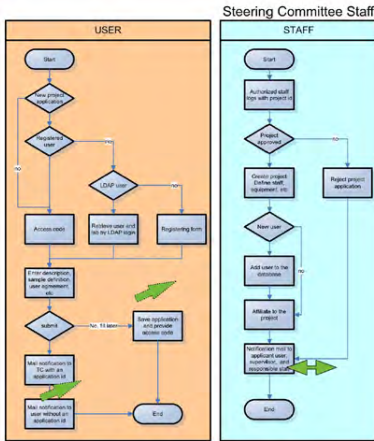 Steering Committee Staff
USER
STAFF
Start
New project
application
Registered
user
no
no
LDAP user
no
Access code
Retrieve user and
by LDAP login
Registering form
Enter description,
sample definition,
user agreement,
etc
submit
No, fill later
Save application
and provide
access code
Mail notification to
TC with an
application id
Mail notification to
user without an
application id
End
Start
Authorized staff
logs with project id
Project
approved
no
Create project.
Define staff,
equipment, etc
Reject project
application
New user
no
Add user to the
database
Affiliate to the
project
Notification mail to
applicant user,
supervisor, and
responsible staff
End